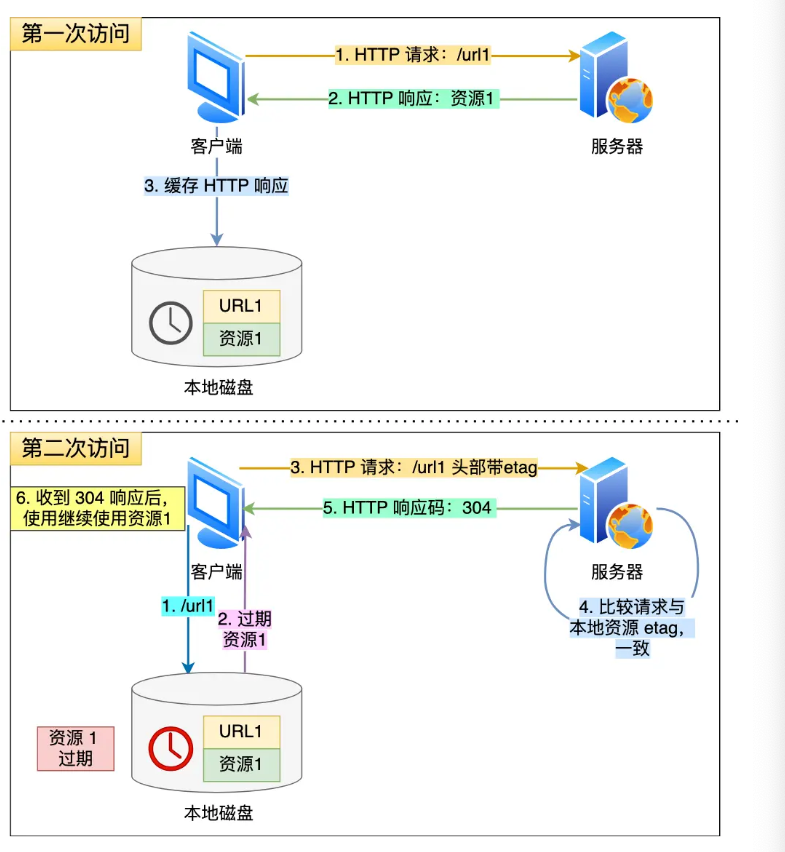 第一次访问
1. HTTP 请求：/url1
2. HTTP 响应：资源1
客户端
服务器
3. 缓存 HTTP 响应
URL1
资源1
本地磁盘
第二次访问
3. HTTP 请求：/url1 头部带etag
6. 收到 304 响应后，
使用继续使用资源1
5. HTTP 响应码：304
客户端
服务器
1. /url1
2. 过期
资源1
4. 比较请求与
本地资源 etag，
一致
资源 1
过期
URL1
资源1
本地磁盘